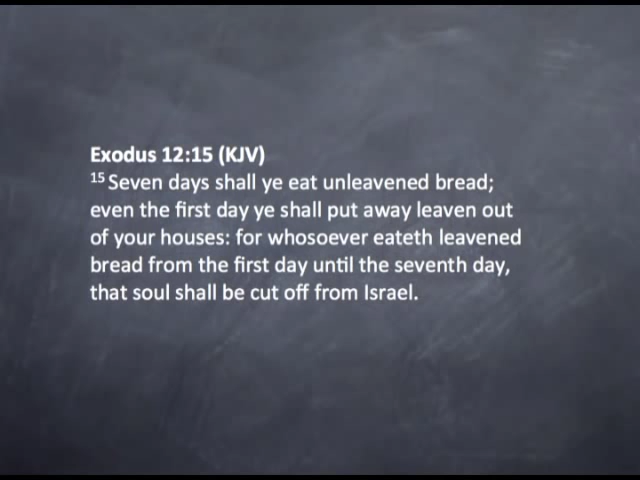 Exodus 12:15 (KJV)
15 Seven days shall ye eat unleavened bread;
even the first day ye shall put away leaven out
of your houses: for whosoever eateth leavened
bread from the first day until the seventh day,
that soul shall be cut off from Israel.